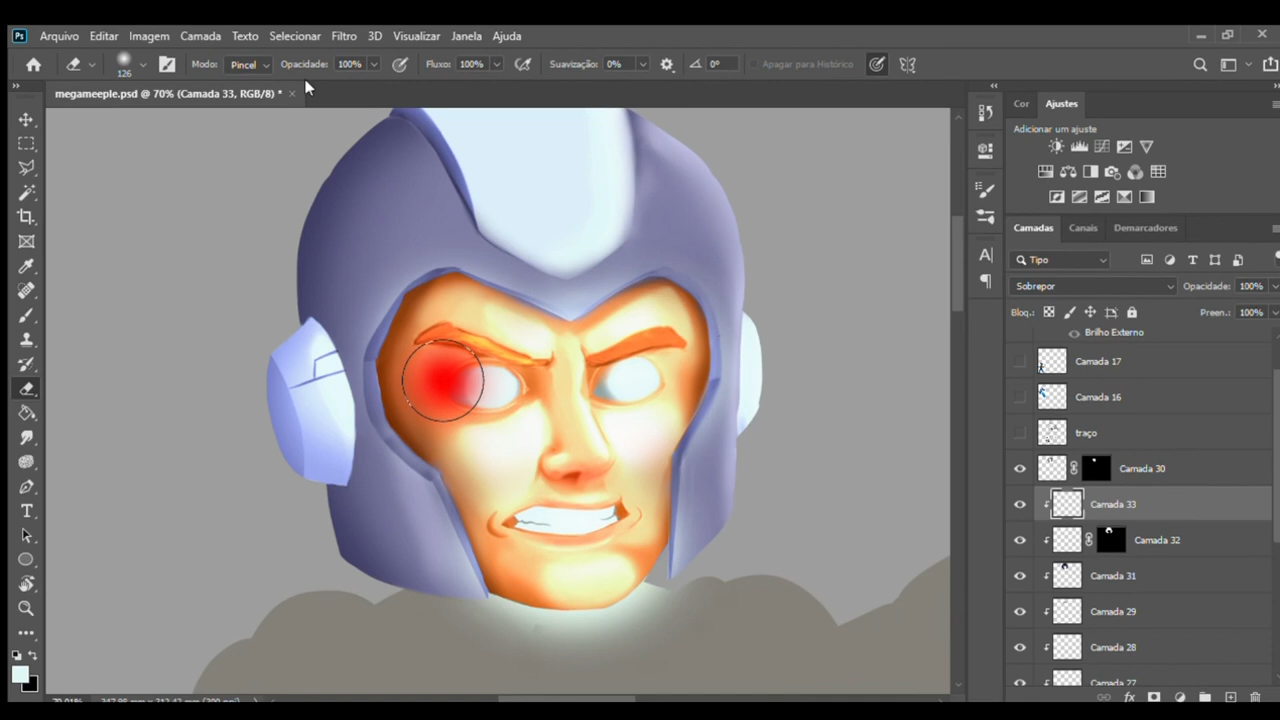 Ps Arquivo Editar Imagem Camada Texto Selecionar Filtro 3D Visualizar Janela Ajuda
126 Modo: Pincel Opacidade: 100% Fluxo: 100% Suavização: 0% 0° Apagar para Histórico
megameeple.psd @ 70% (Camada 33, RGB/8) *
Cor Ajustes
Adicionar um ajuste
Camadas Canais Demarcadores
Tipo
Sobrepor Opacidade: 100%
Bloq.: Preen.: 100%
Brilho Externo
Camada 17
Camada 16
traço
Camada 30
Camada 33
Camada 32
Camada 31
Camada 29
Camada 28
Camada 27